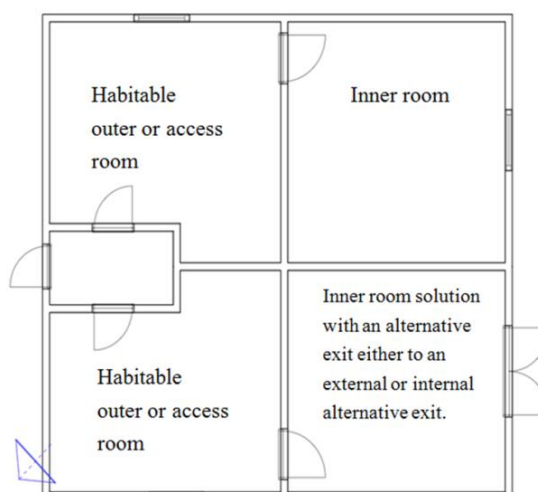 Habitable
outer or access
room
Inner room
Habitable
outer or access
room
Inner room solution
with an alternative
exit either to an
external or internal
alternative exit.